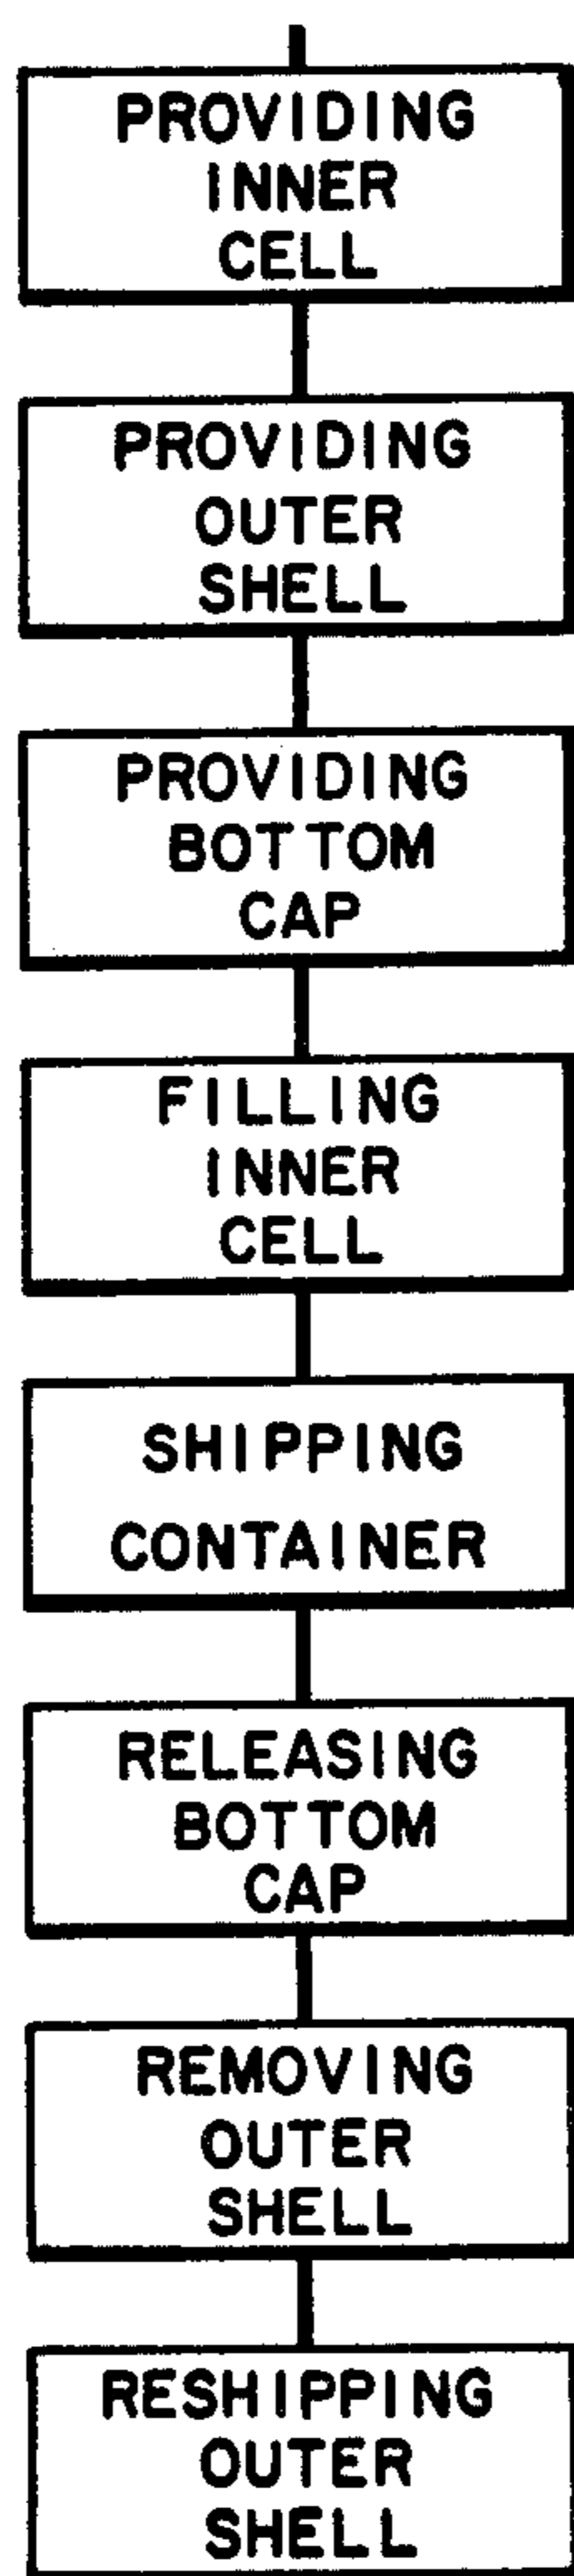 PROVIDING
INNER
CELL
PROVIDING
OUTER
SHELL
PROVIDING
BOTTOM
CAP
FILLING
INNER
CELL
SHIPPING
CONTAINER
RELEASING
BOTTOM
CAP
REMOVING
OUTER
SHELL
RESHIPPING
OUTER
SHELL